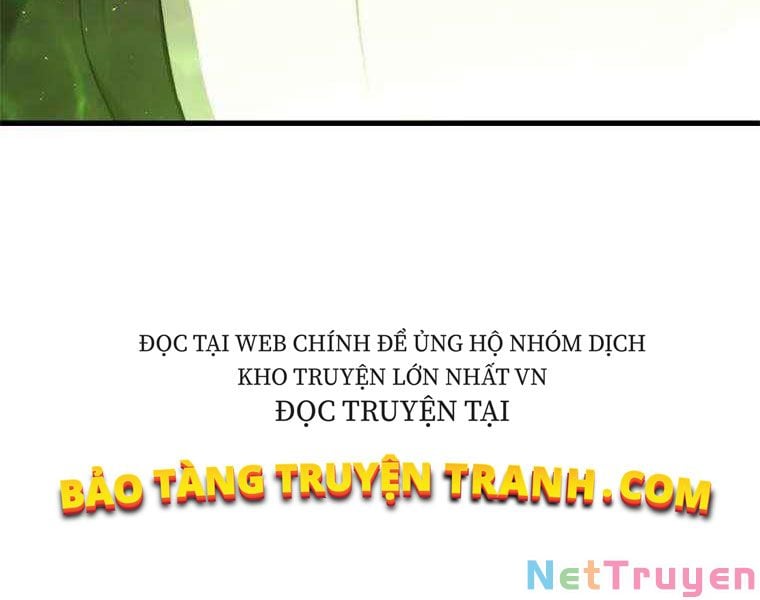 ĐỌC TẠI WEB CHÍNH ĐỂ ỦNG HỘ NHÓM DỊCH
KHO TRUYỆN LỚN NHẤT VN
ĐỌC TRUYỆN TẠI
BẢO TÀNG TRUYỆN TRANH.COM
NetTruyen